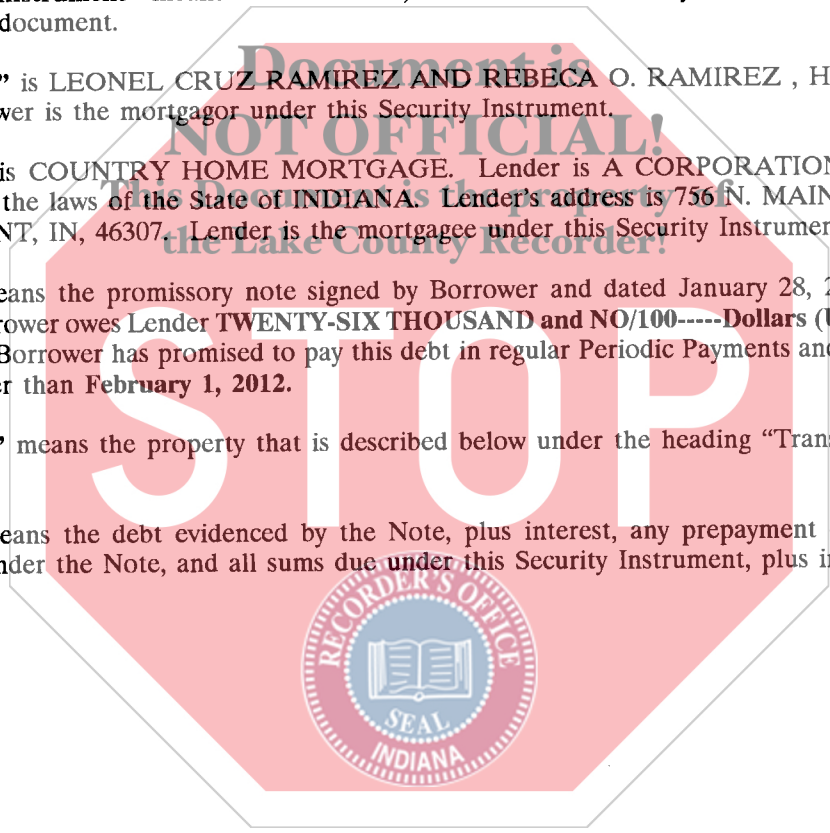 document.
Document is
” is LEONEL CRUZ RAMIREZ AND REBECA O. RAMIREZ , H
wer is the mortgagor under this Security Instrument.
NOT OFFICIAL!
is COUNTRY HOME MORTGAGE. Lender is A CORPORATION
This Document is the property of
the laws of the State of INDIANA. Lender's address is 756 N. MAIN
NT, IN, 46307. Lender is the mortgagee under this Security Instrumen
the Lake County Recorder!
eans the promissory note signed by Borrower and dated January 28, 2
rower owes Lender TWENTY-SIX THOUSAND and NO/100-----Dollars (U
Borrower has promised to pay this debt in regular Periodic Payments and
r than February 1, 2012.
STOP
” means the property that is described below under the heading “Trans
eans the debt evidenced by the Note, plus interest, any prepayment
nder the Note, and all sums due under this Security Instrument, plus in
RECORDER'S OFFICE
SEAL
INDIANA